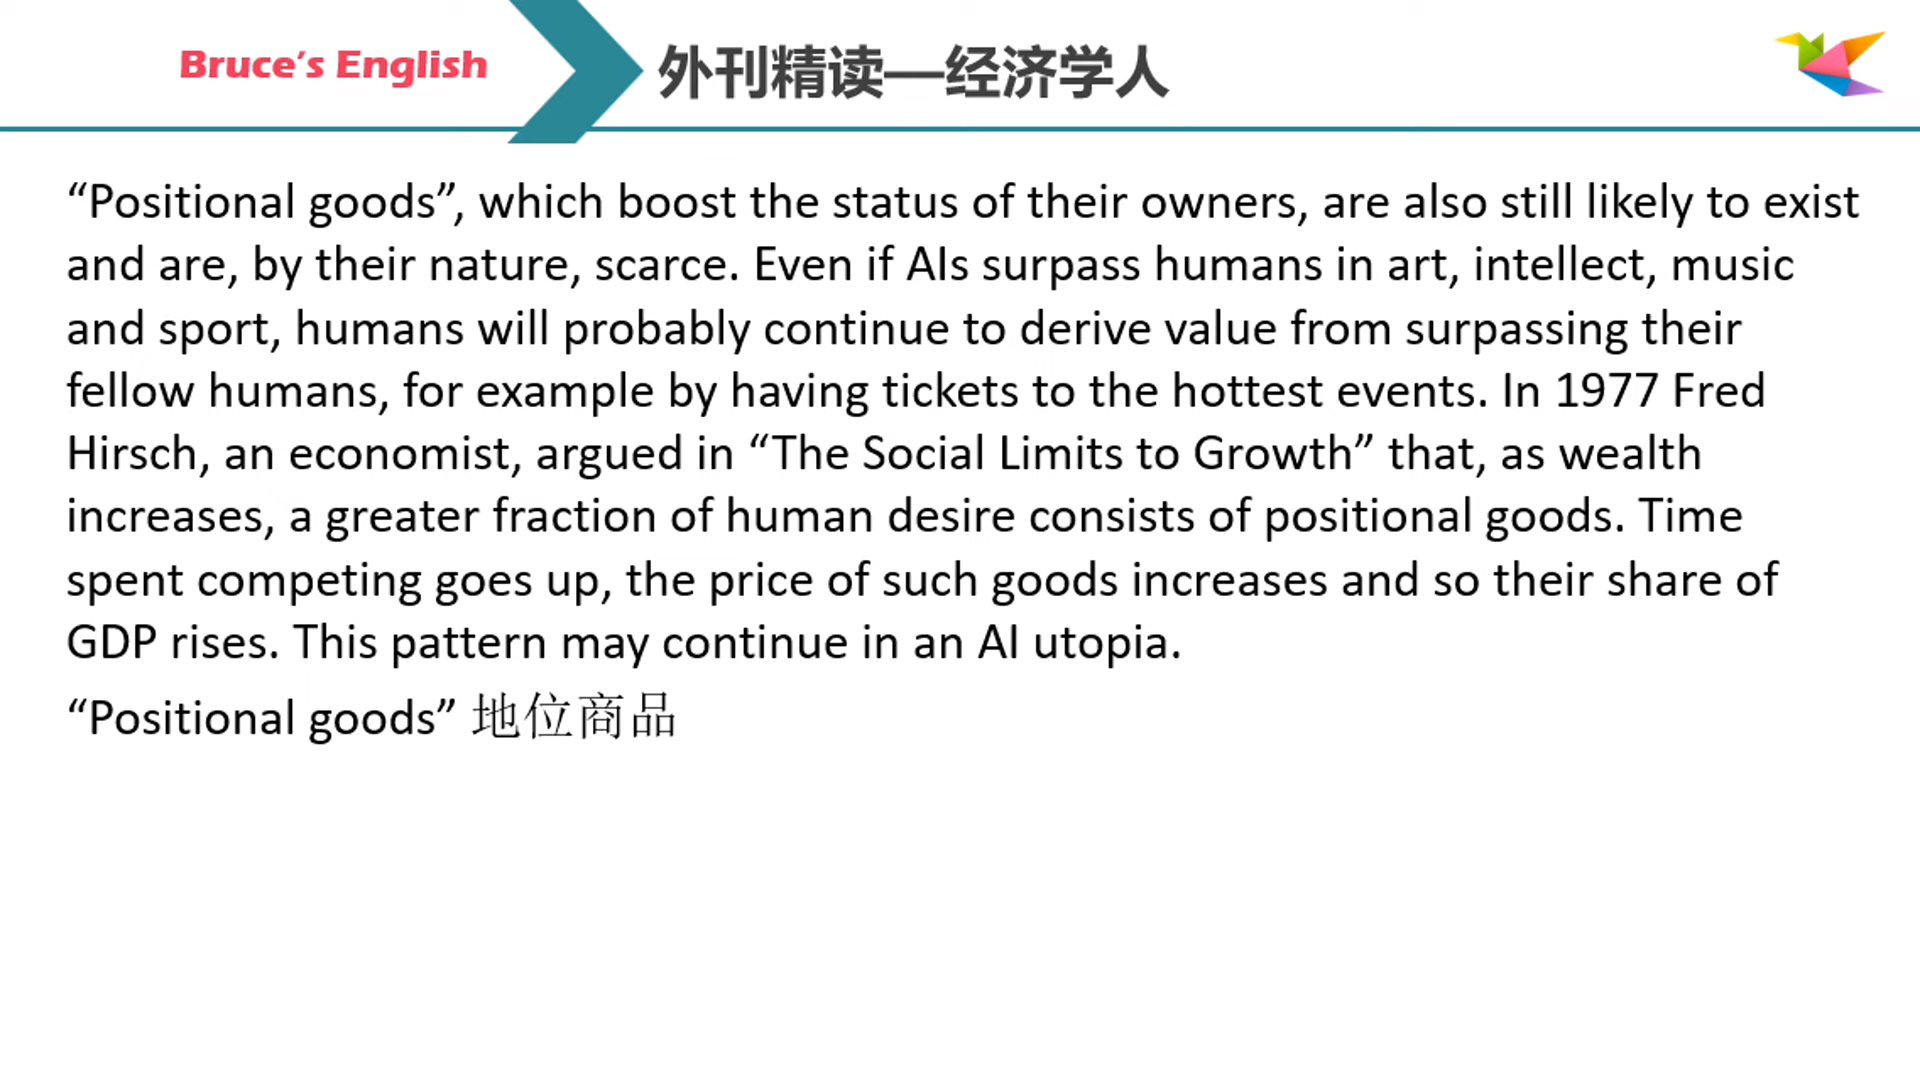 Bruce's English
外刊精读—经济学人
“Positional goods”, which boost the status of their owners, are also still likely to exist
and are, by their nature, scarce. Even if AIs surpass humans in art, intellect, music
and sport, humans will probably continue to derive value from surpassing their
fellow humans, for example by having tickets to the hottest events. In 1977 Fred
Hirsch, an economist, argued in “The Social Limits to Growth” that, as wealth
increases, a greater fraction of human desire consists of positional goods. Time
spent competing goes up, the price of such goods increases and so their share of
GDP rises. This pattern may continue in an AI utopia.
“Positional goods” 地位商品